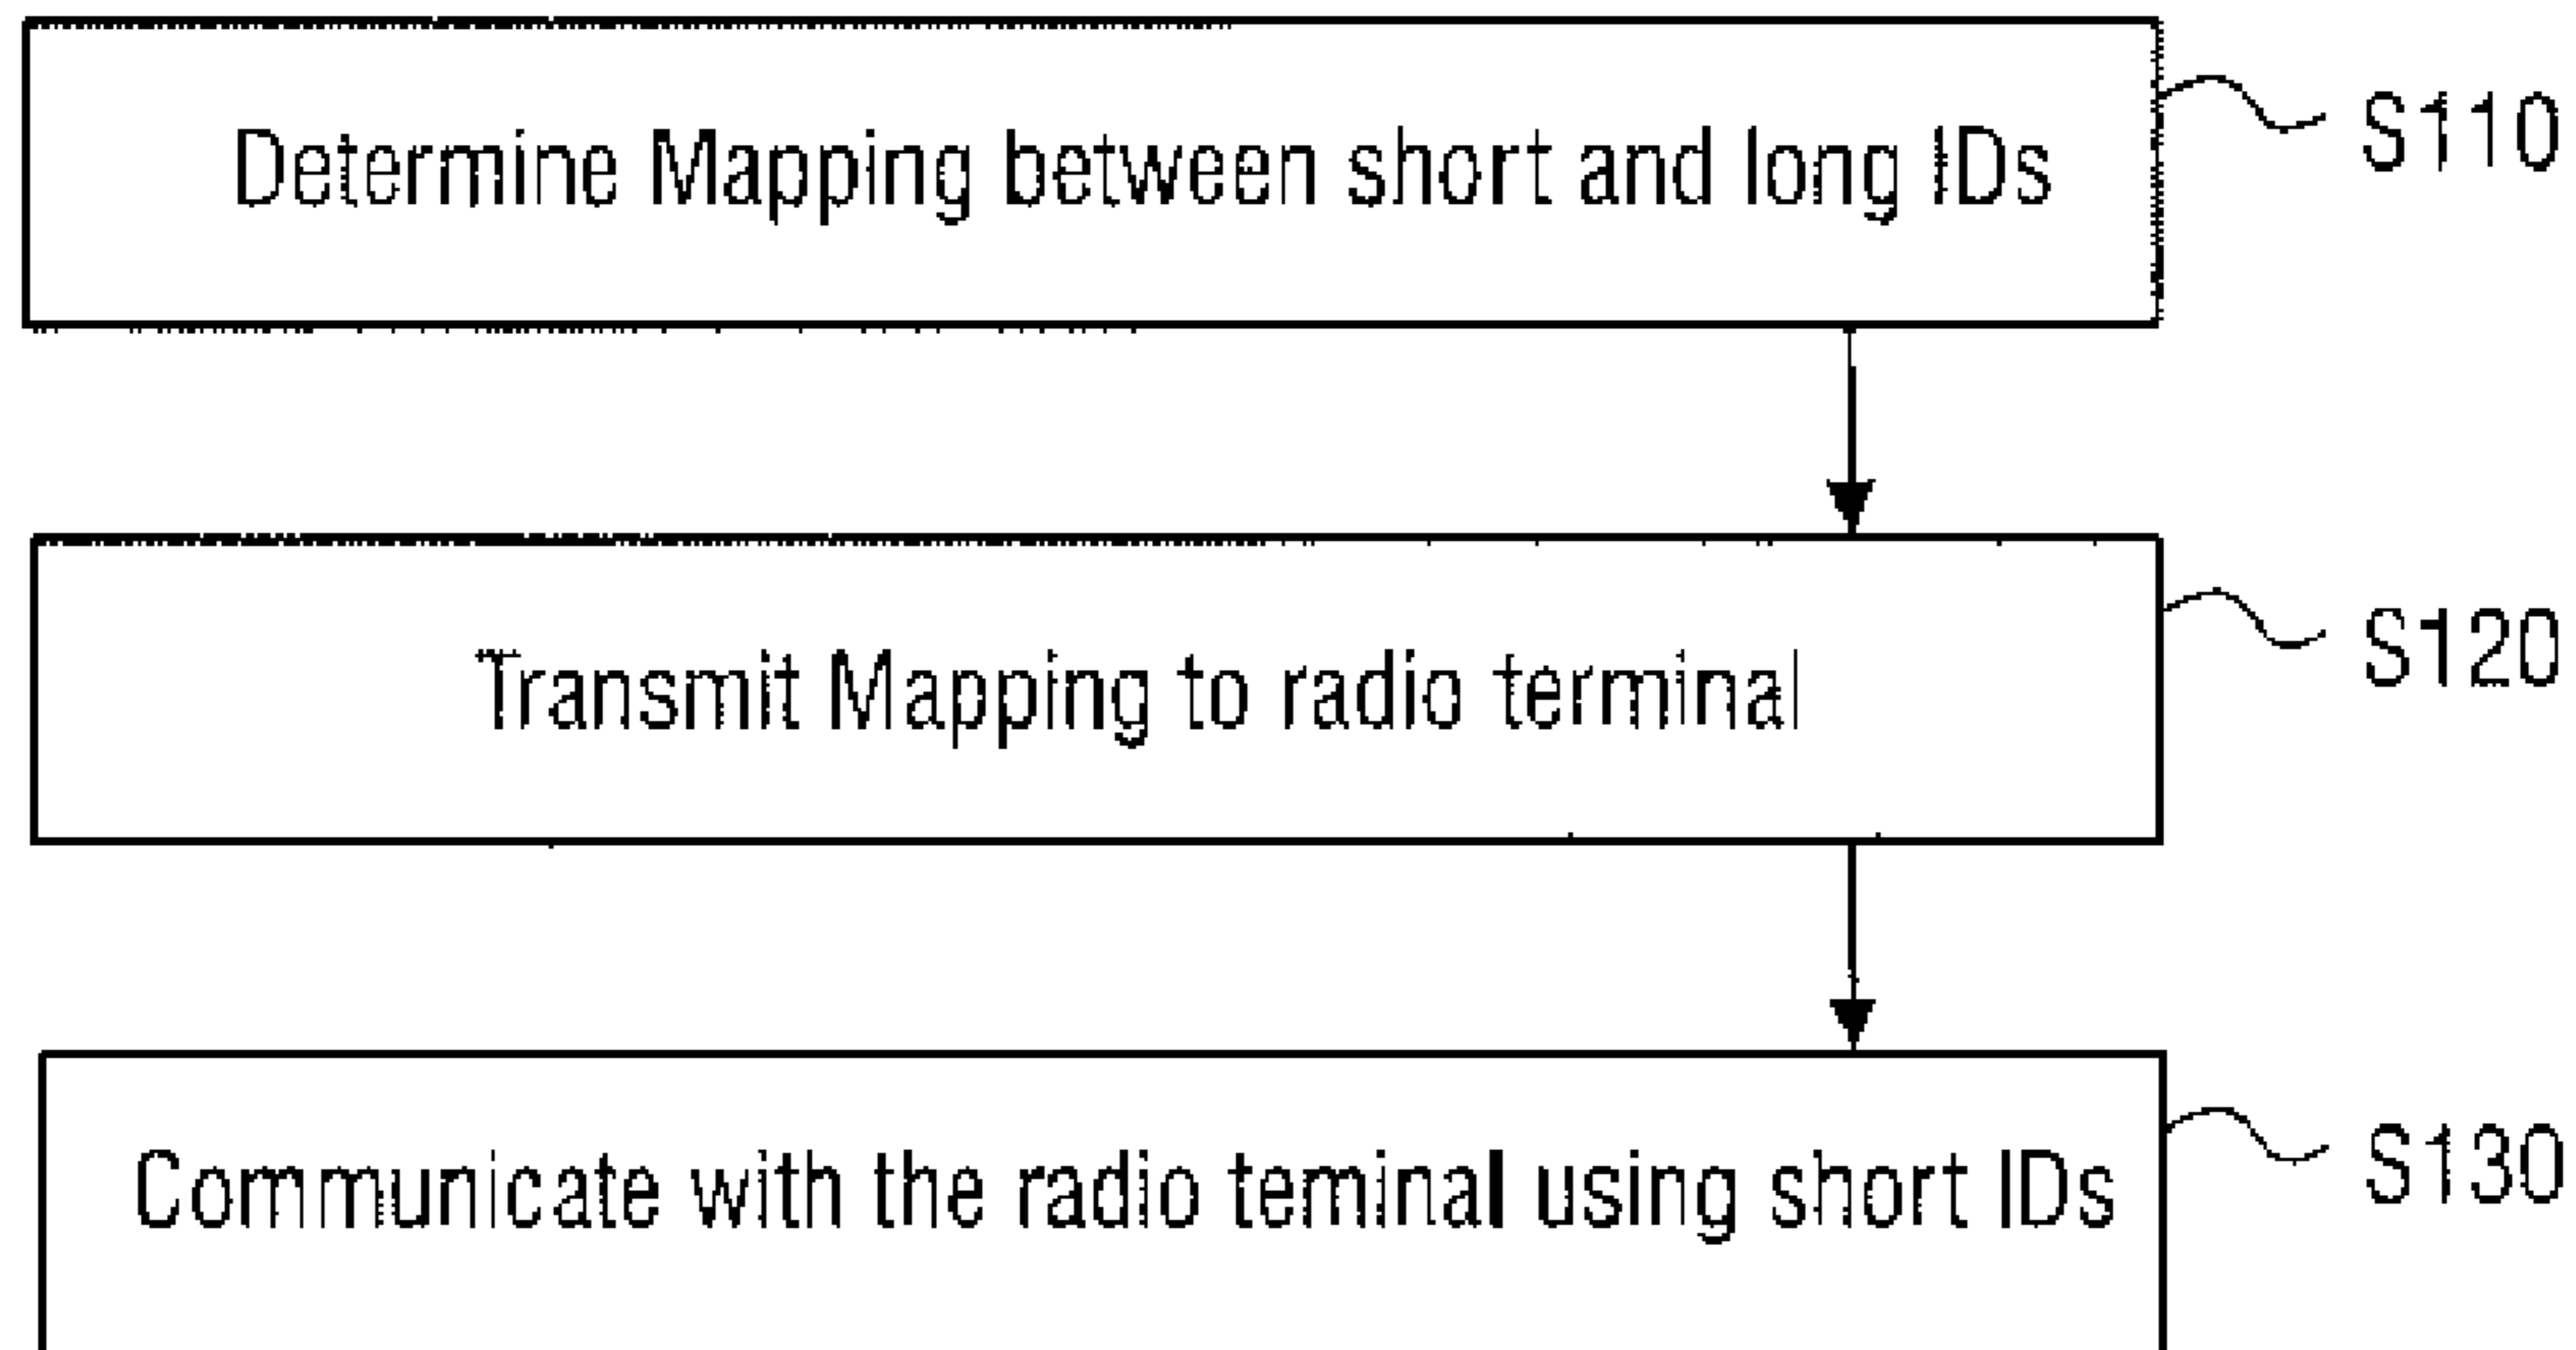 Determine Mapping between short and long IDs
S110
Transmit Mapping to radio terminal
S120
Communicate with the radio teminal using short IDs
S130